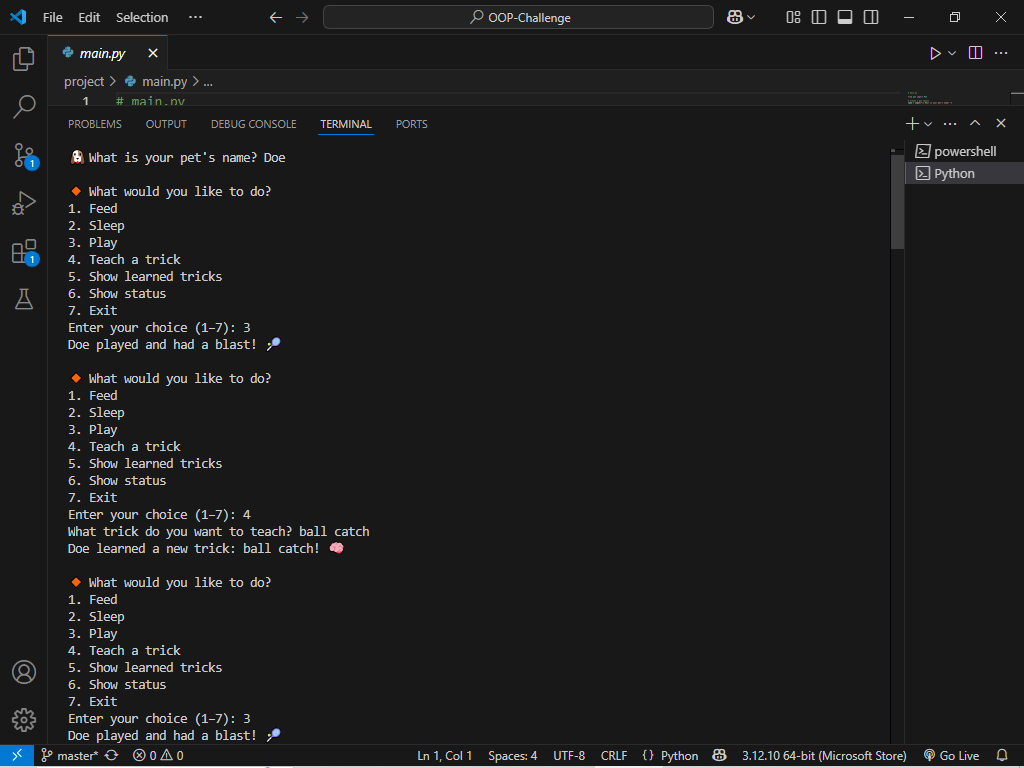 File Edit Selection ··· OOP-Challenge
main.py
project > main.py > ...
1 # main.py
PROBLEMS OUTPUT DEBUG CONSOLE TERMINAL PORTS
powershell
Python
What is your pet's name? Doe
What would you like to do?
1. Feed
2. Sleep
3. Play
4. Teach a trick
5. Show learned tricks
6. Show status
7. Exit
Enter your choice (1–7): 3
Doe played and had a blast! 🎾
What would you like to do?
1. Feed
2. Sleep
3. Play
4. Teach a trick
5. Show learned tricks
6. Show status
7. Exit
Enter your choice (1–7): 4
What trick do you want to teach? ball catch
Doe learned a new trick: ball catch! 🧠
What would you like to do?
1. Feed
2. Sleep
3. Play
4. Teach a trick
5. Show learned tricks
6. Show status
7. Exit
Enter your choice (1–7): 3
Doe played and had a blast!
1
1
master* 0 0 Ln 1, Col 1 Spaces: 4 UTF-8 CRLF {} Python 3.12.10 64-bit (Microsoft Store) Go Live